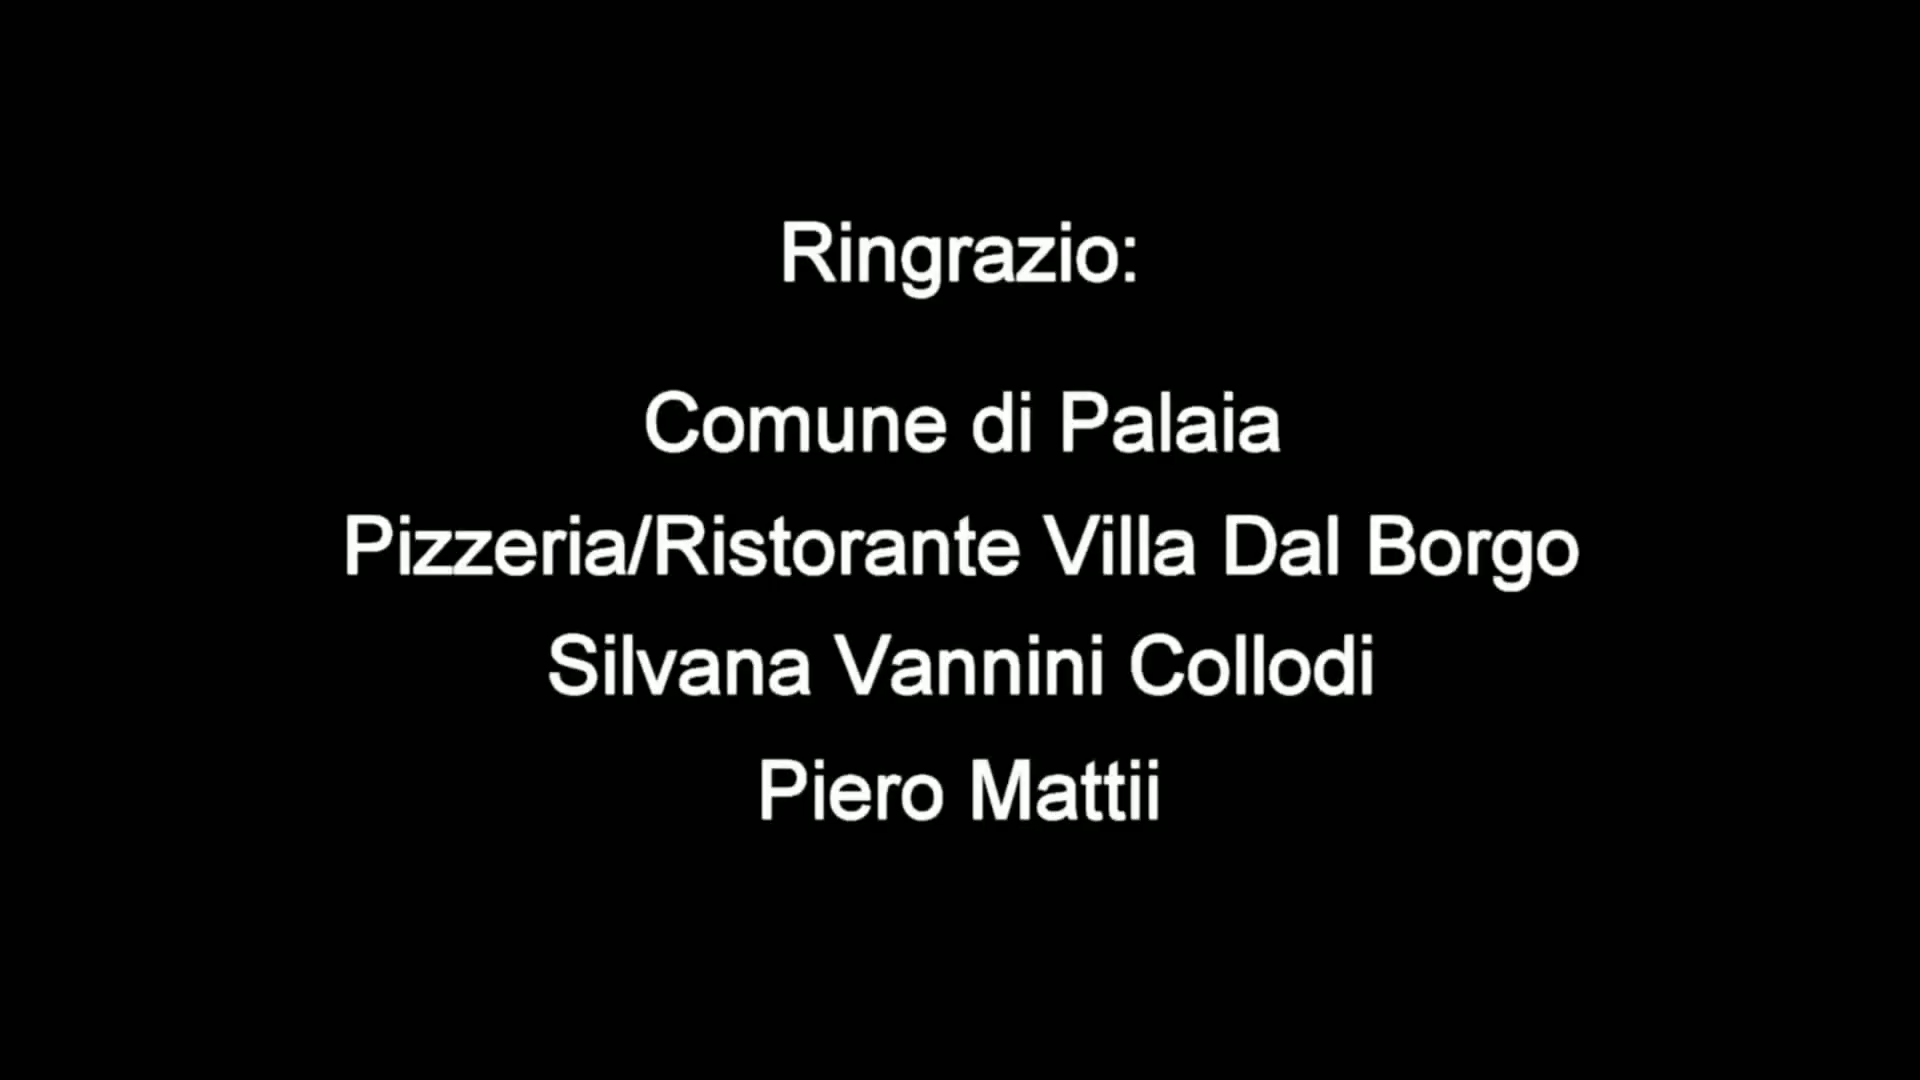 Ringrazio:
Comune di Palaia
Pizzeria/Ristorante Villa Dal Borgo
Silvana Vannini Collodi
Piero Mattii